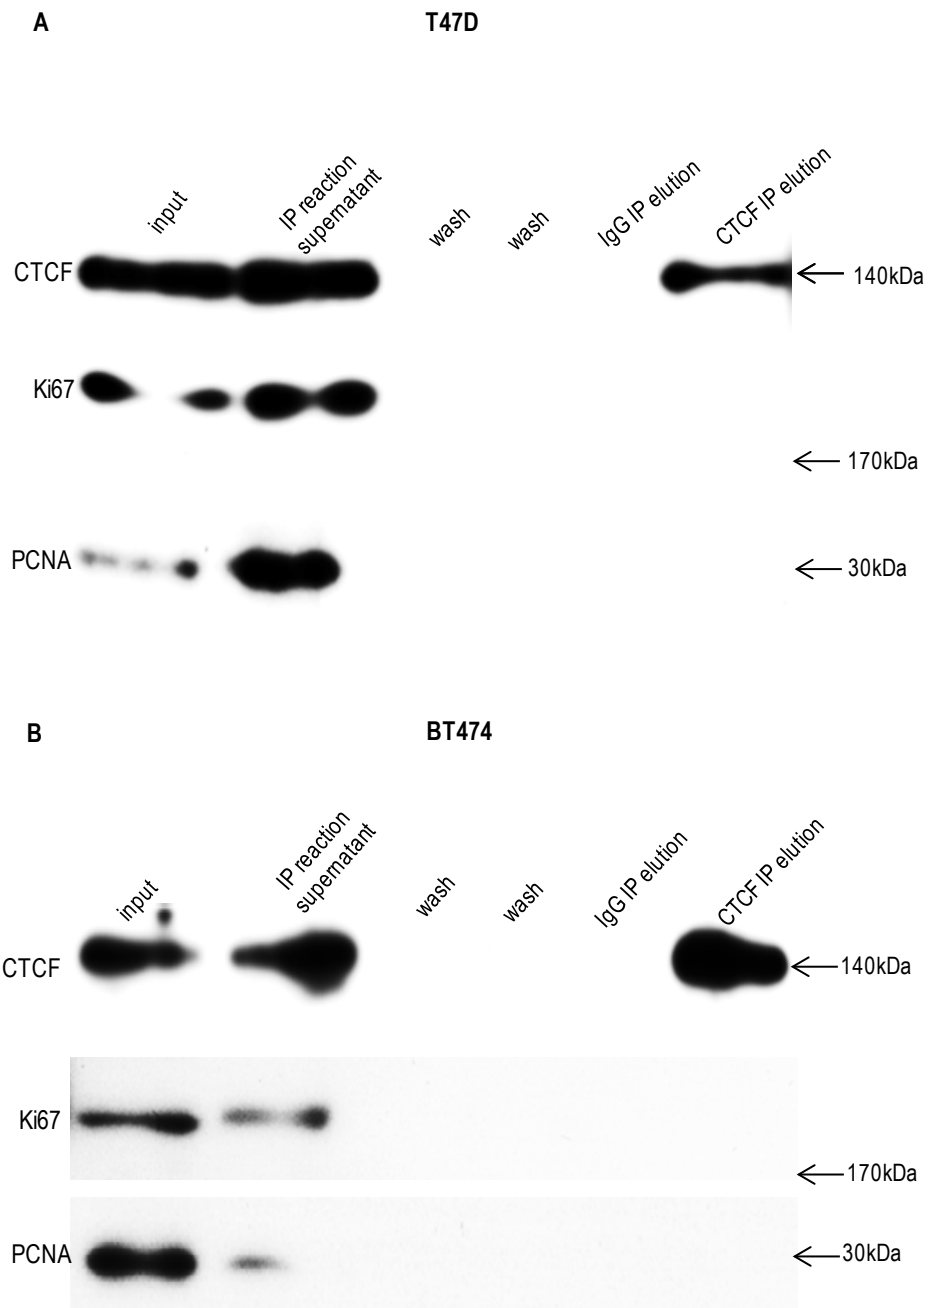 A
T47D
input
IP reaction
supernatant
wash
wash
IgG IP elution
CTCF IP elution
CTCF
140kDa
Ki67
170kDa
PCNA
30kDa
B
BT474
input
IP reaction
supernatant
wash
wash
IgG IP elution
CTCF IP elution
CTCF
140kDa
Ki67
170kDa
PCNA
30kDa